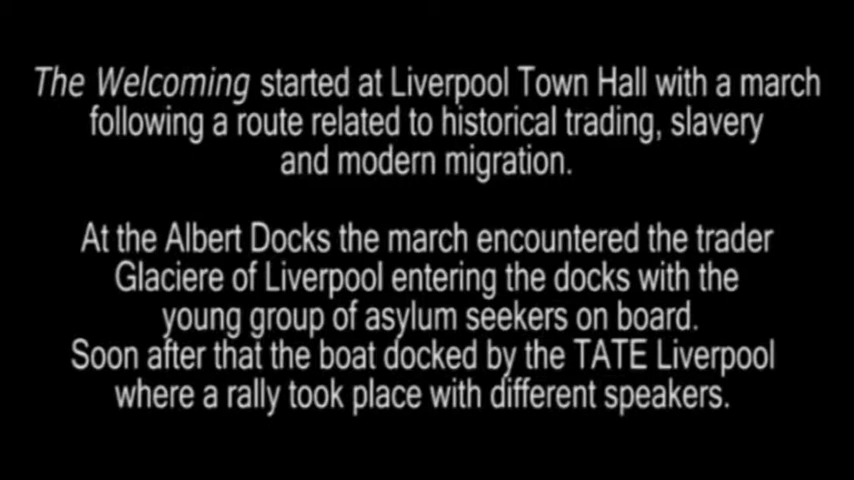 The Welcoming started at Liverpool Town Hall with a march
following a route related to historical trading, slavery
and modern migration.
At the Albert Docks the march encountered the trader
Glaciere of Liverpool entering the docks with the
young group of asylum seekers on board.
Soon after that the boat docked by the TATE Liverpool
where a rally took place with different speakers.